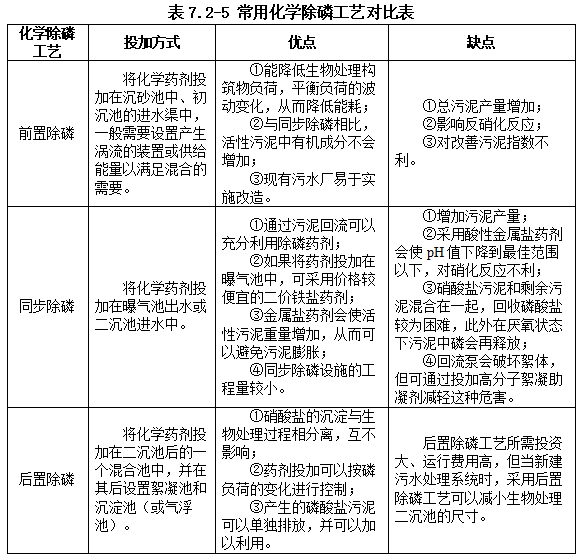 表 7.2-5 常用化学除磷工艺对比表
化学除磷
工艺
投加方式
优点
缺点
前置除磷
将化学药剂投
加在沉砂池中、初
沉池的进水渠中，
一般需要设置产生
涡流的装置或供给
能量以满足混合的
需要。
①能降低生物处理构
筑物负荷，平衡负荷的波
动变化，从而降低能耗；
②与同步除磷相比，
活性污泥中有机成分不会
增加；
③现有污水厂易于实
施改造。
①总污泥产量增加；
②影响反硝化反应；
③对改善污泥指数不
利。
同步除磷
将化学药剂投
加在曝气池出水或
二沉池进水中。
①通过污泥回流可以
充分利用除磷药剂；
②如果将药剂投加在
曝气池中，可采用价格较
便宜的二价铁盐药剂；
③金属盐药剂会使活
性污泥重量增加，从而可
以避免污泥膨胀；
④同步除磷设施的工
程量较小。
①增加污泥产量；
②采用酸性金属盐药剂
会使 pH 值下降到最佳范围
以下，对硝化反应不利；
③硝酸盐污泥和剩余污
泥混合在一起，回收磷酸盐
较为困难，此外在厌氧状态
下污泥中磷会再释放；
④回流泵会破坏絮体，
但可通过投加高分子絮凝助
凝剂减轻这种危害。
后置除磷
将化学药剂投
加在二沉池后的一
个混合池中，并在
其后设置絮凝池和
沉淀池（或气浮
池）。
①硝酸盐的沉淀与生
物处理过程相分离，互不
影响；
②药剂投加可以按磷
负荷的变化进行控制；
③产生的磷酸盐污泥
可以单独排放，并可以加
以利用。
后置除磷工艺所需投资
大、运行费用高，但当新建
污水处理系统时，采用后置
除磷工艺可以减小生物处理
二沉池的尺寸。